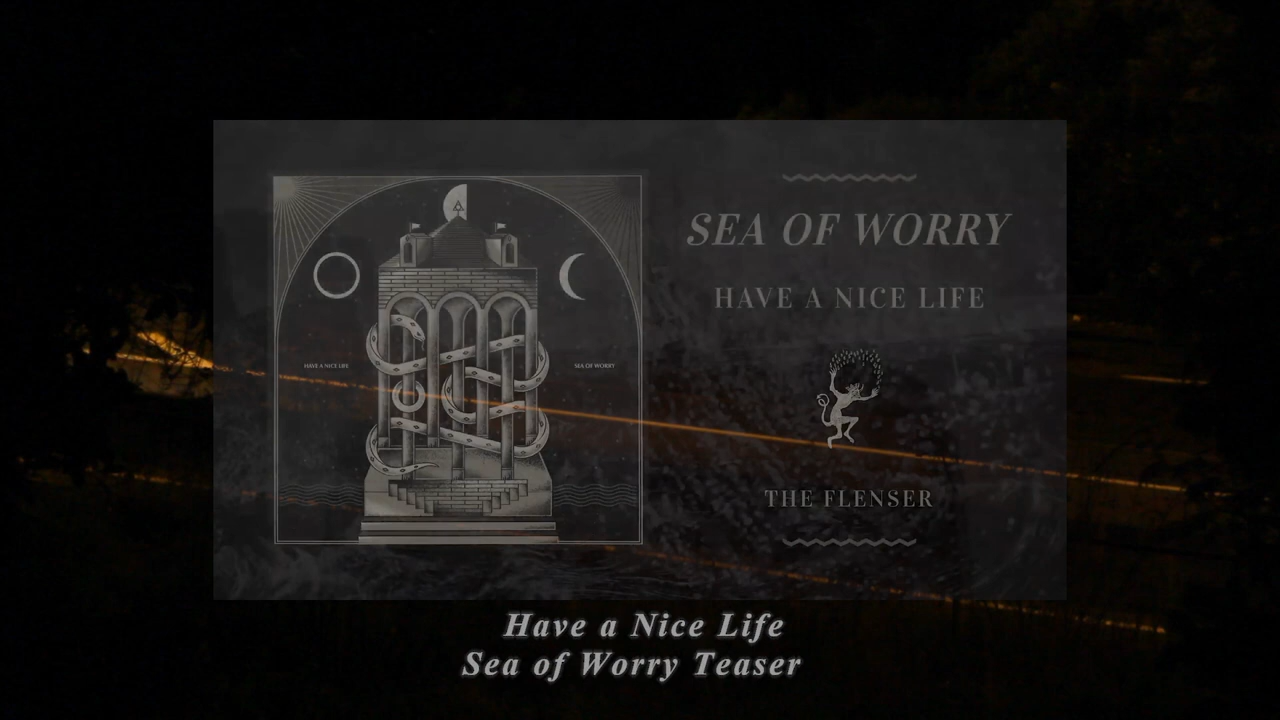 SEA OF WORRY
HAVE A NICE LIFE
HAVE A NICE LIFE
SEA OF WORRY
THE FLENSER
Have a Nice Life
Sea of Worry Teaser